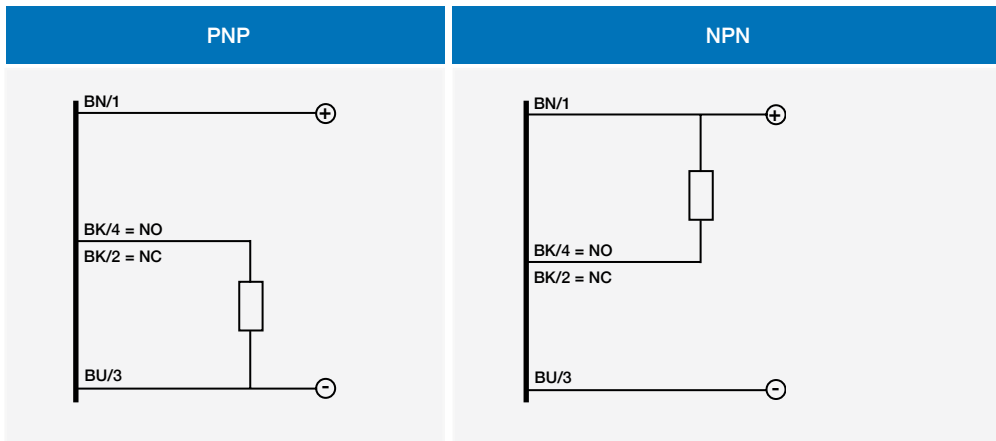 PNP
BN/1
+
BK/4 = NO
BK/2 = NC
BU/3
-
NPN
BN/1
+
BK/4 = NO
BK/2 = NC
BU/3
-